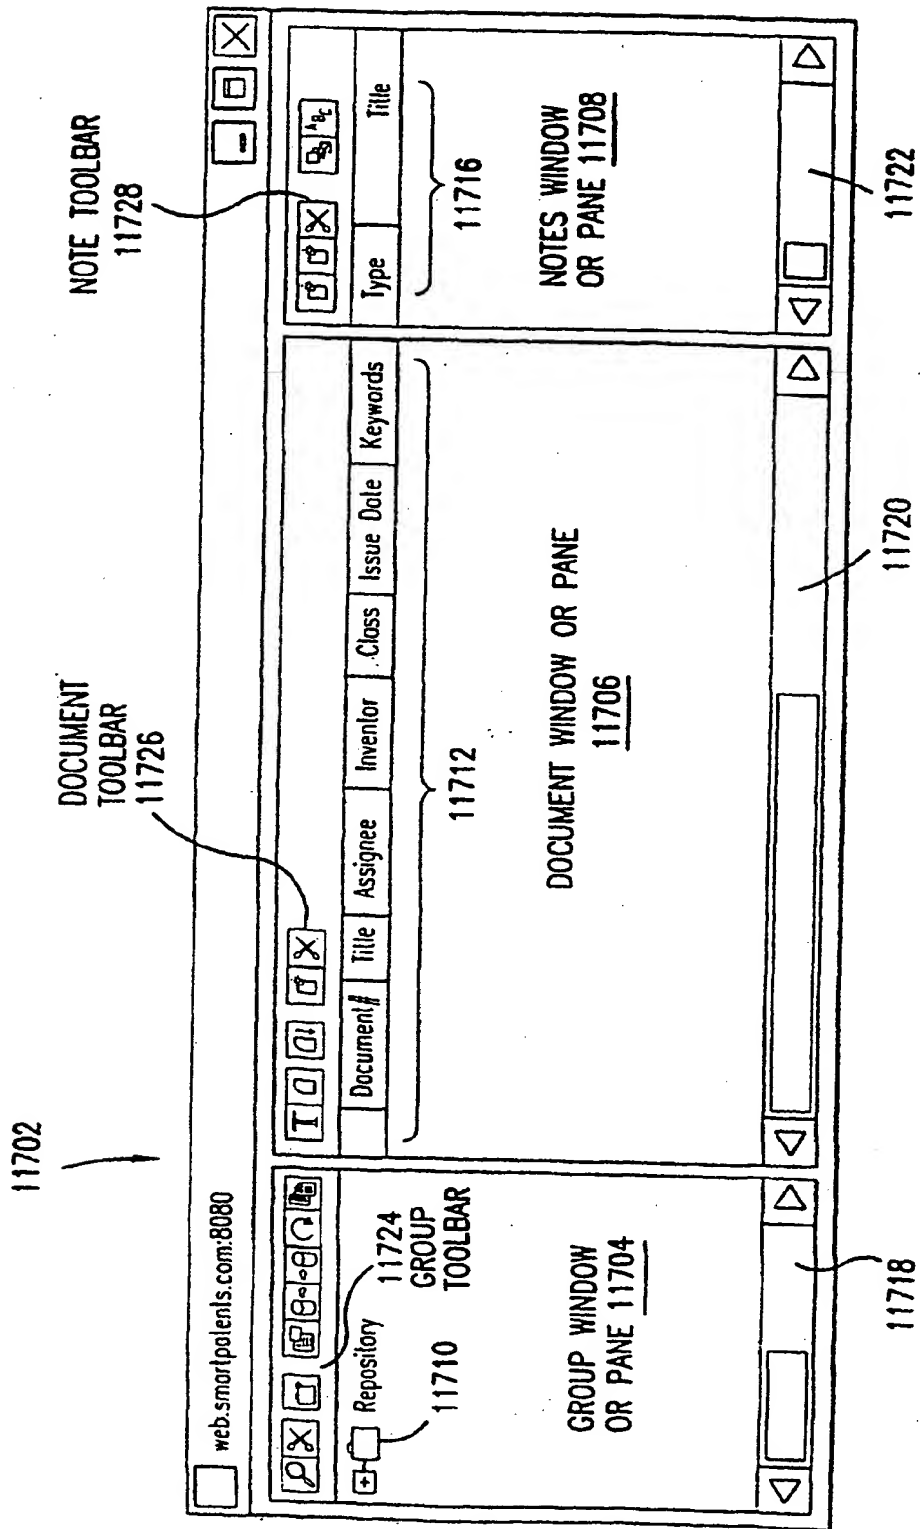 11702
DOCUMENT
TOOLBAR
11726
NOTE TOOLBAR
11728
web.smartpatents.com:8080
T
ABC
11724
GROUP
TOOLBAR
Repository
11710
Document# Title Assignee Inventor Class Issue Date Keywords
11712
Type Title
11716
GROUP WINDOW
OR PANE 11704
DOCUMENT WINDOW OR PANE
11706
NOTES WINDOW
OR PANE 11708
11718
11720
11722